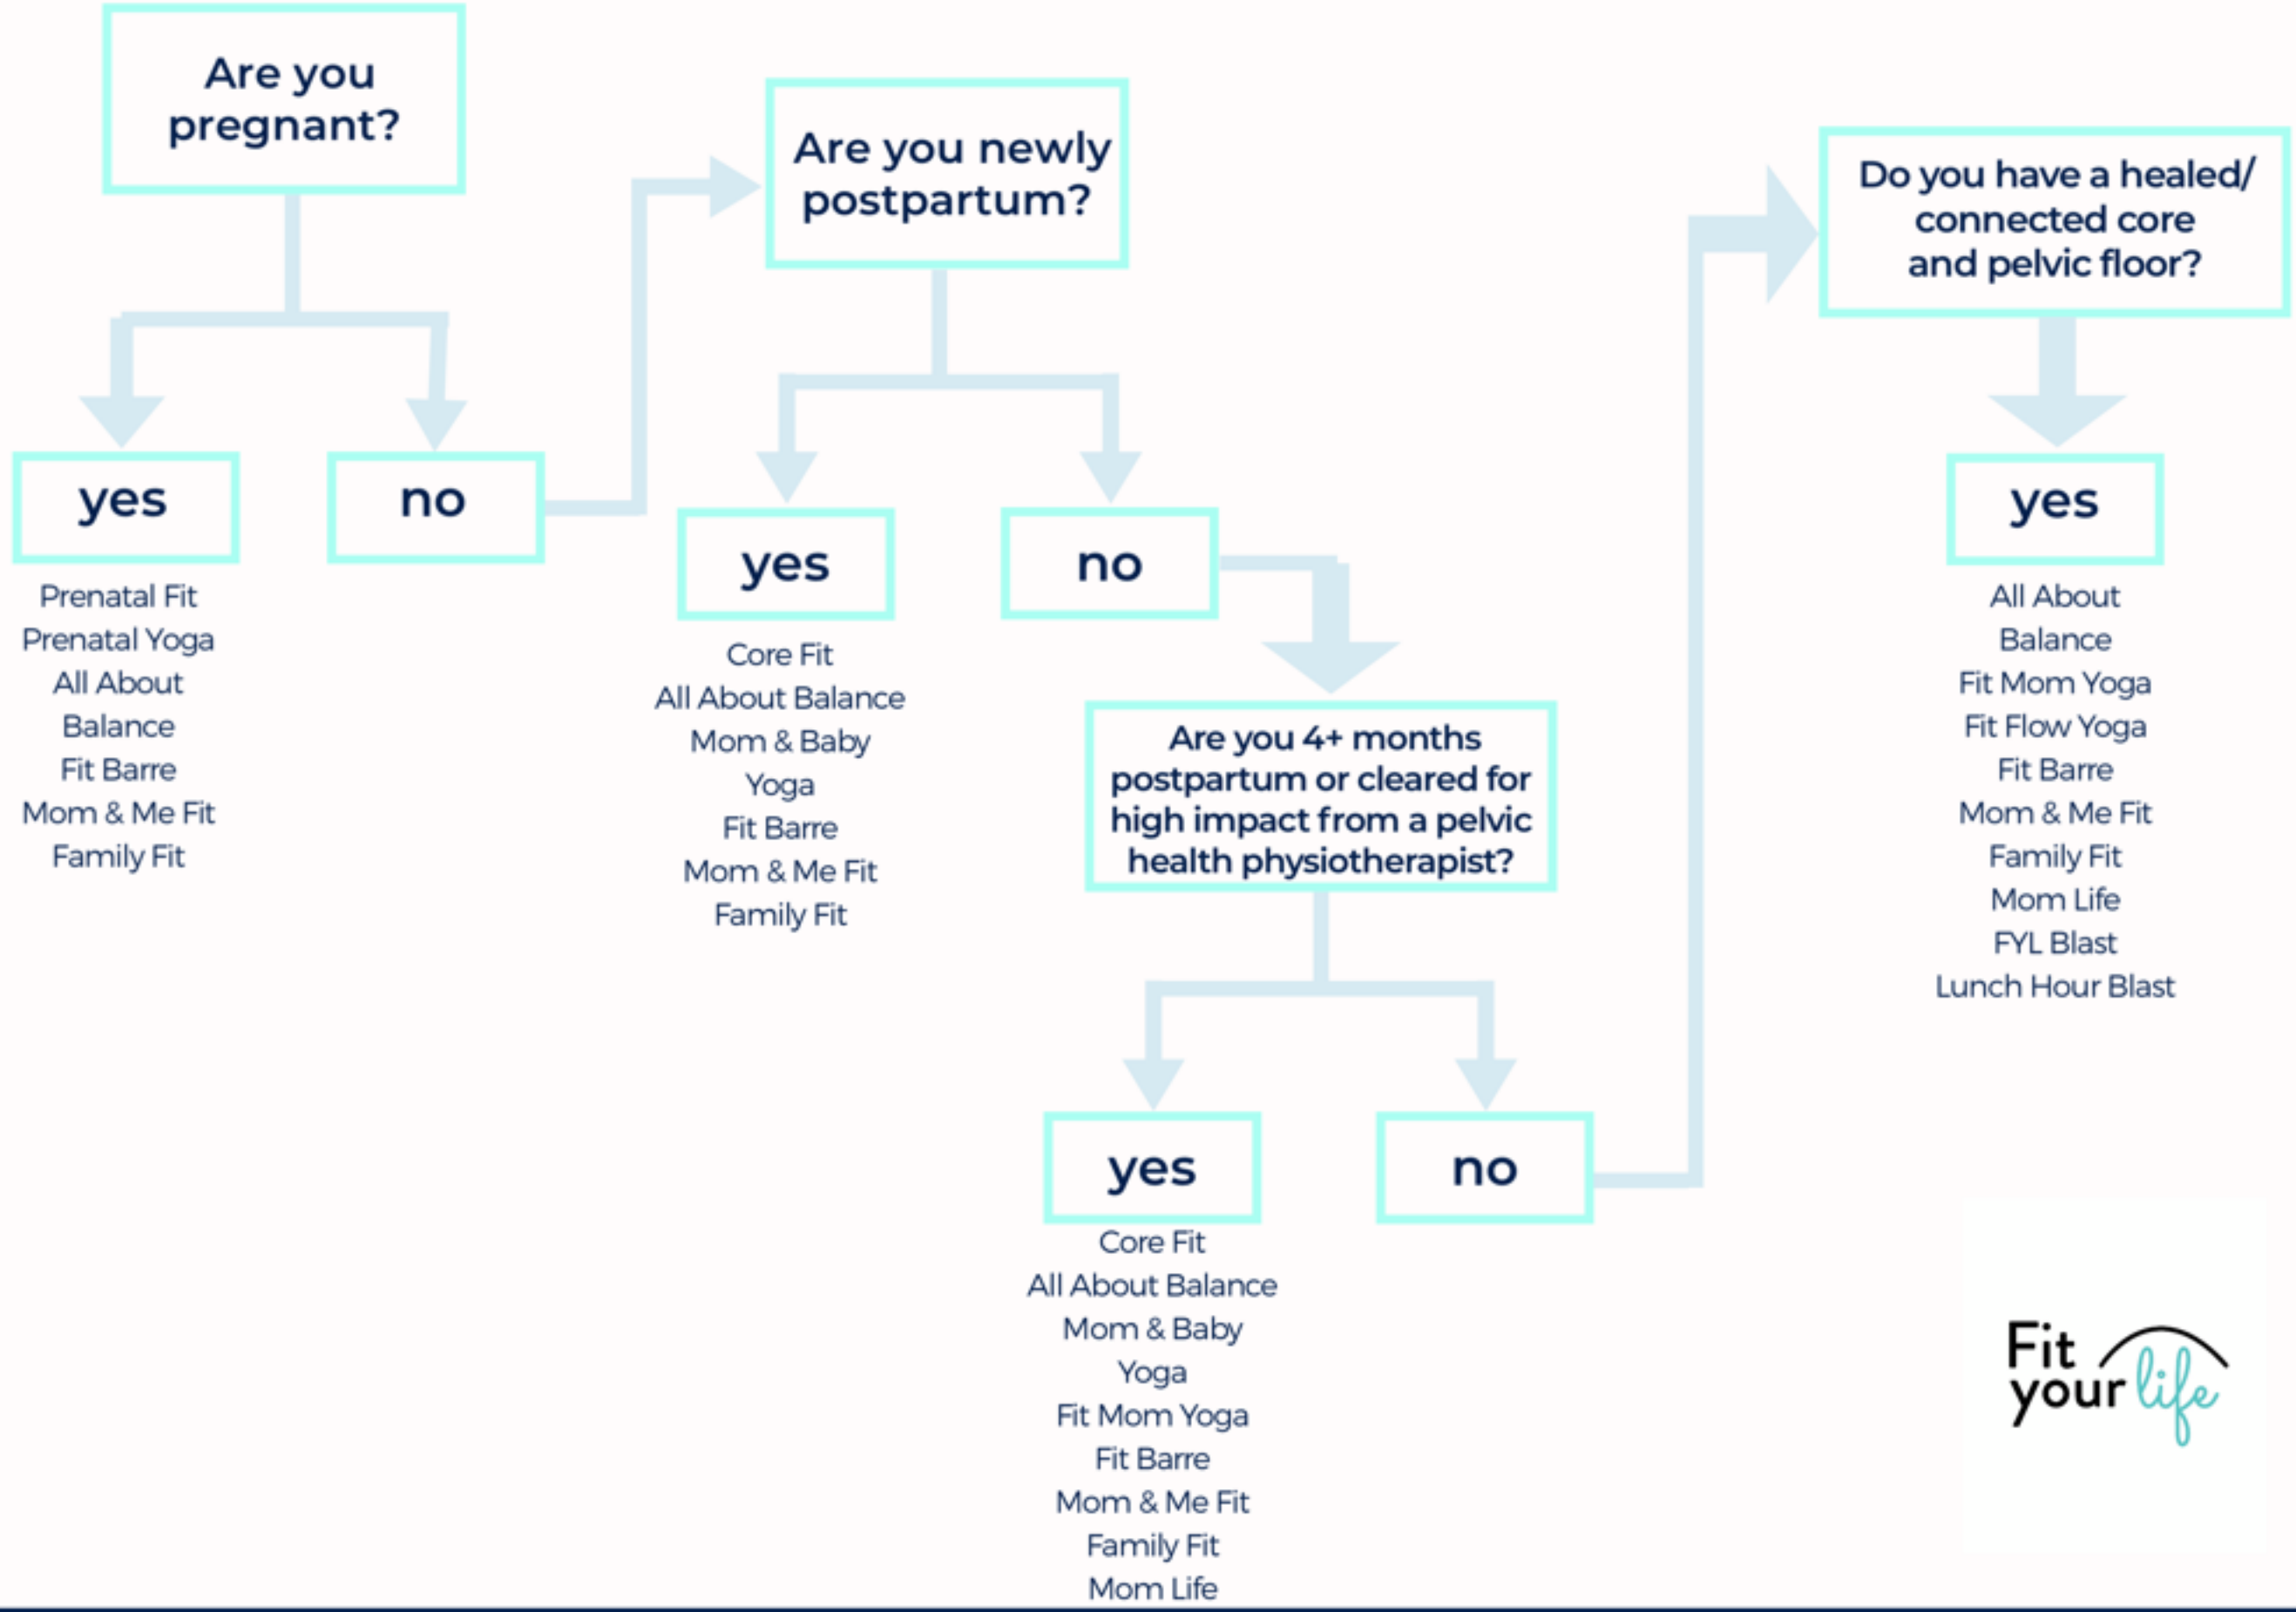 Are you
pregnant?
yes
no
Prenatal Fit
Prenatal Yoga
All About
Balance
Fit Barre
Mom & Me Fit
Family Fit
Are you newly
postpartum?
yes
no
Core Fit
All About Balance
Mom & Baby
Yoga
Fit Barre
Mom & Me Fit
Family Fit
Are you 4+ months
postpartum or cleared for
high impact from a pelvic
health physiotherapist?
yes
no
Core Fit
All About Balance
Mom & Baby
Yoga
Fit Mom Yoga
Fit Barre
Mom & Me Fit
Family Fit
Mom Life
Do you have a healed/
connected core
and pelvic floor?
yes
All About
Balance
Fit Mom Yoga
Fit Flow Yoga
Fit Barre
Mom & Me Fit
Family Fit
Mom Life
FYL Blast
Lunch Hour Blast
Fit
your life